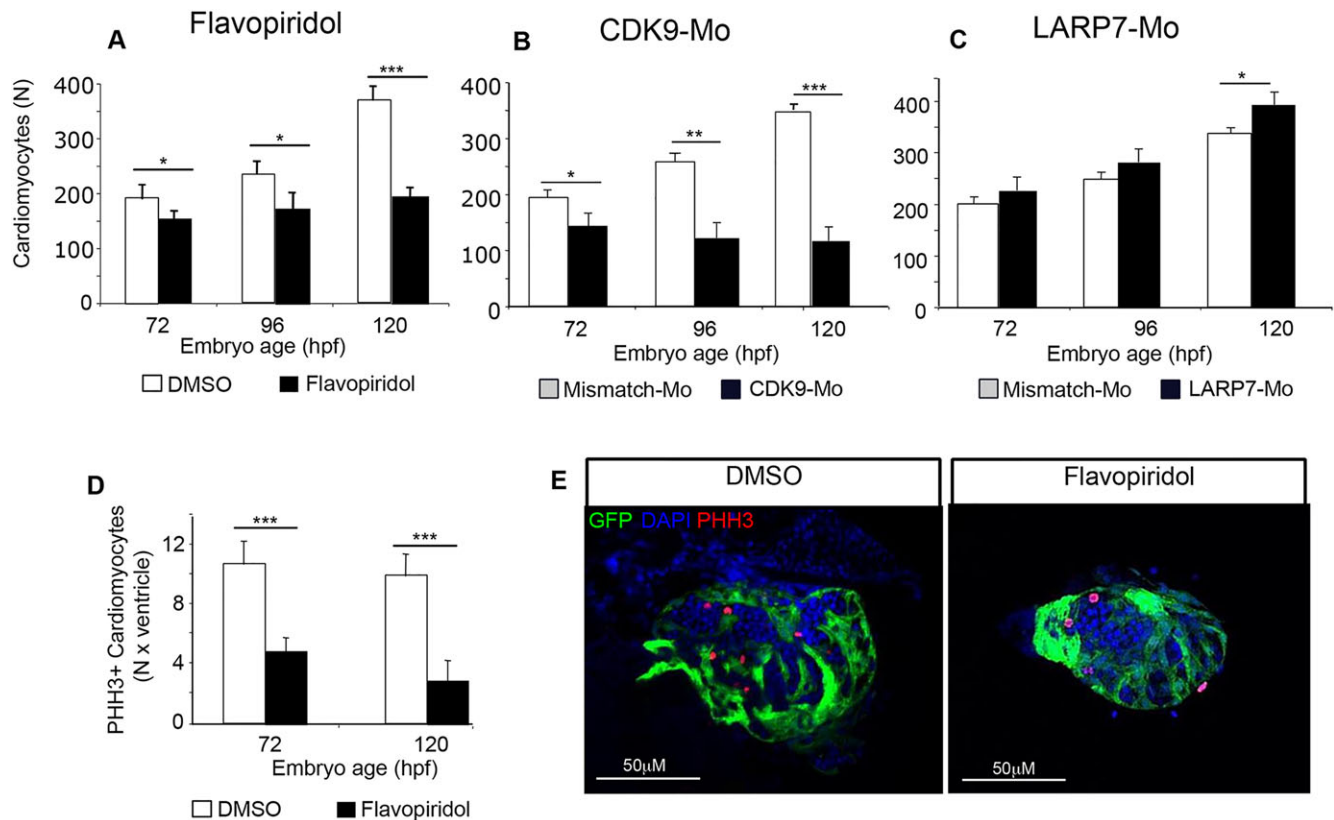 A
Flavopiridol
Cardiomyocytes (N)
400
300
200
100
0
*
*
***
72
96
120
Embryo age (hpf)
DMSO
Flavopiridol
B
CDK9-Mo
400
300
200
100
0
*
**
***
72
96
120
Embryo age (hpf)
Mismatch-Mo
CDK9-Mo
C
LARP7-Mo
400
300
200
100
0
*
72
96
120
Embryo age (hpf)
Mismatch-Mo
LARP7-Mo
D
PHH3+ Cardiomyocytes
(N x ventricle)
12
8
4
0
***
***
72
120
Embryo age (hpf)
DMSO
Flavopiridol
E
DMSO
GFP DAPI PHH3
50μM
Flavopiridol
50μM